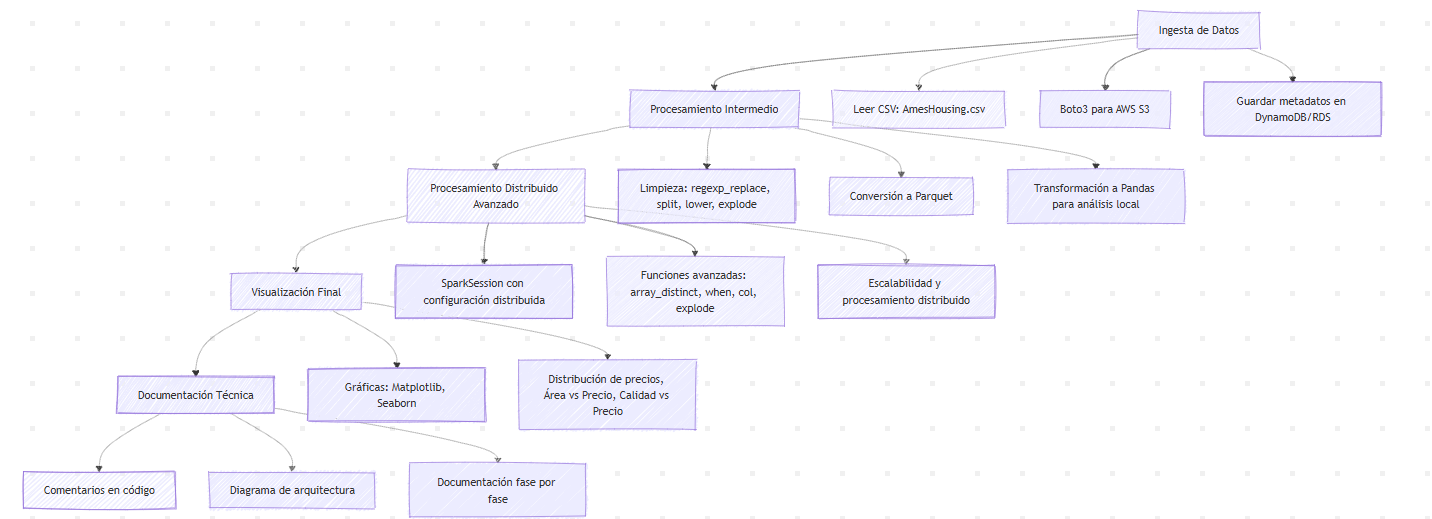 Ingesta de Datos
Procesamiento Intermedio
Leer CSV: AmesHousing.csv
Boto3 para AWS S3
Guardar metadatos en
DynamoDB/RDS
Procesamiento Distribuido
Avanzado
Limpieza: regexp_replace,
split, lower, explode
Conversión a Parquet
Transformación a Pandas
para análisis local
Visualización Final
SparkSession con
configuración distribuida
Funciones avanzadas:
array_distinct, when, col,
explode
Escalabilidad y
procesamiento distribuido
Documentación Técnica
Gráficas: Matplotlib,
Seaborn
Distribución de precios,
Área vs Precio, Calidad vs
Precio
Comentarios en código
Diagrama de arquitectura
Documentación fase por
fase